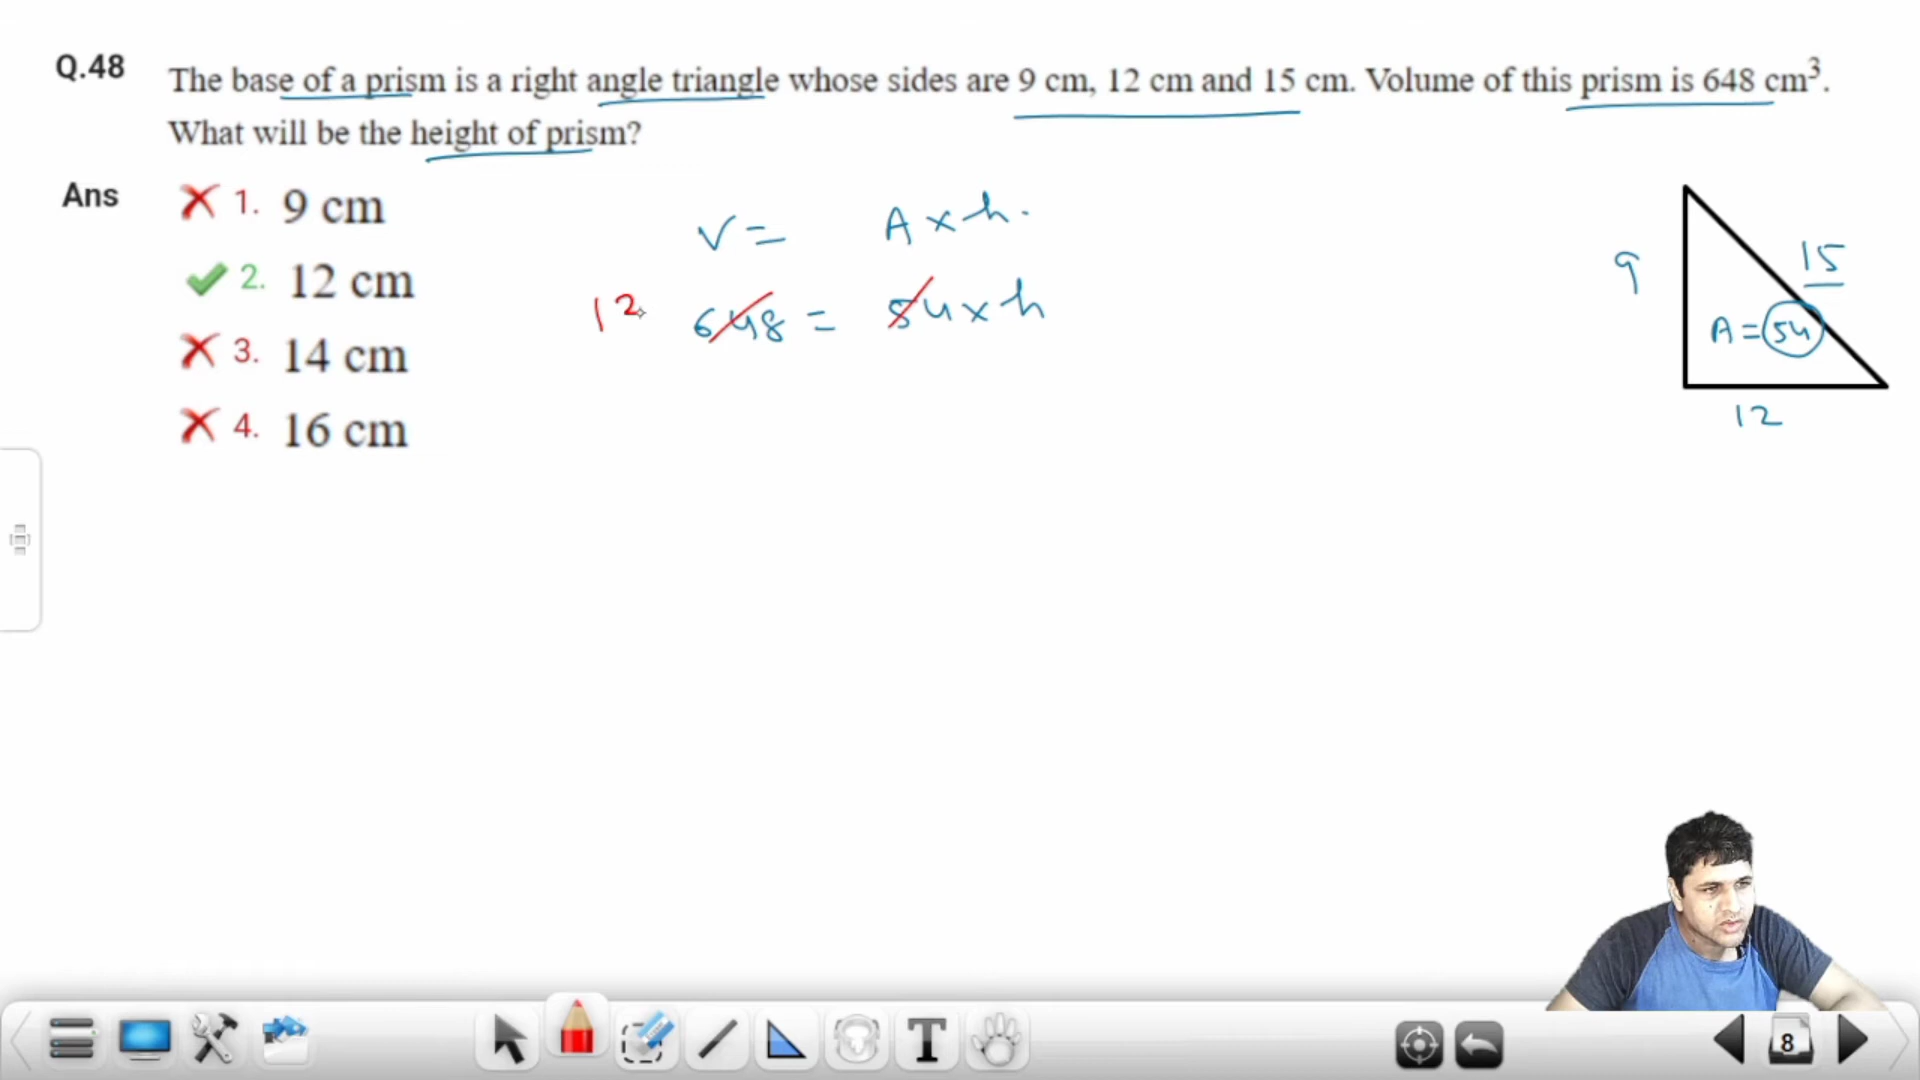 Q.48 The base of a prism is a right angle triangle whose sides are 9 cm, 12 cm and 15 cm. Volume of this prism is 648 cm³.
What will be the height of prism?
Ans
1. 9 cm
2. 12 cm
3. 14 cm
4. 16 cm
V = A × h.
12 648 = 54 × h
9
15
A = 54
12
T
8